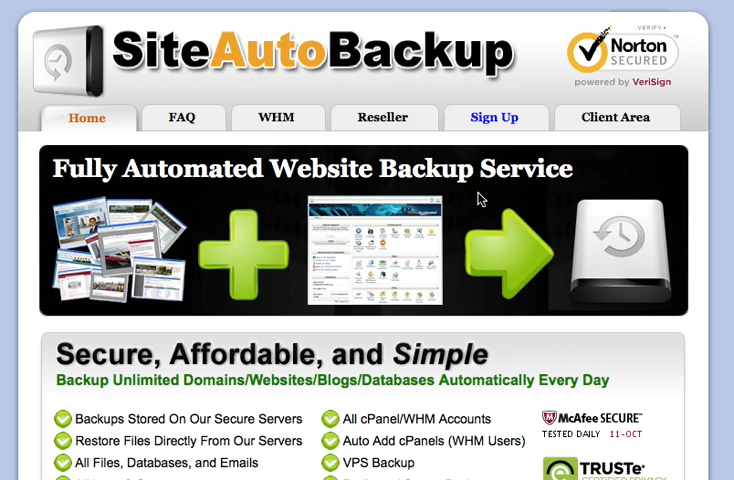 SiteAutoBackup
VERIFY
Norton
SECURED
powered by VeriSign
Home
FAQ
WHM
Reseller
Sign Up
Client Area
Fully Automated Website Backup Service
Secure, Affordable, and Simple
Backup Unlimited Domains/Websites/Blogs/Databases Automatically Every Day
Backups Stored On Our Secure Servers
Restore Files Directly From Our Servers
All Files, Databases, and Emails
All cPanel/WHM Accounts
Auto Add cPanels (WHM Users)
VPS Backup
McAfee SECURE™
TESTED DAILY 11-OCT
TRUSTe
CERTIFIED PRIVACY